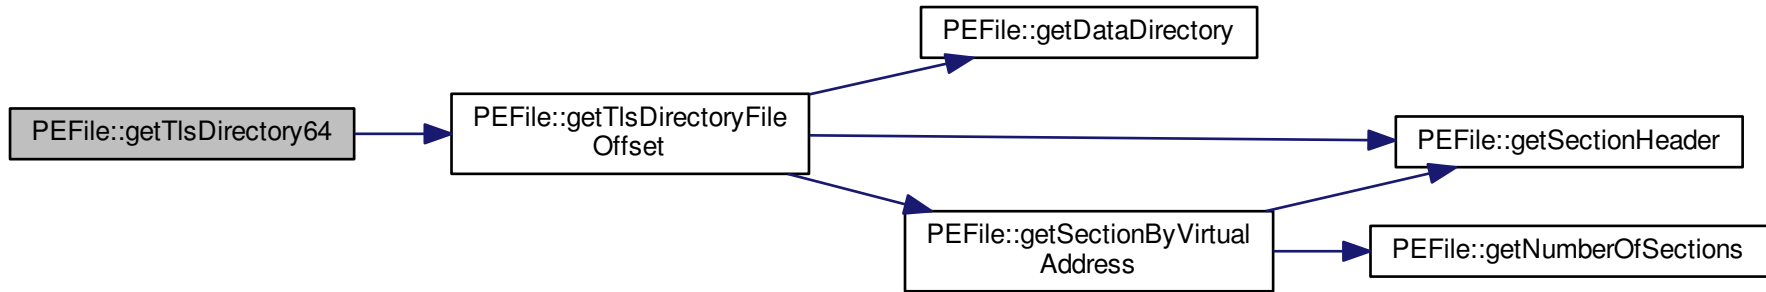 PEFile::getTlsDirectory64
PEFile::getTlsDirectoryFile
Offset
PEFile::getDataDirectory
PEFile::getSectionHeader
PEFile::getSectionByVirtual
Address
PEFile::getNumberOfSections